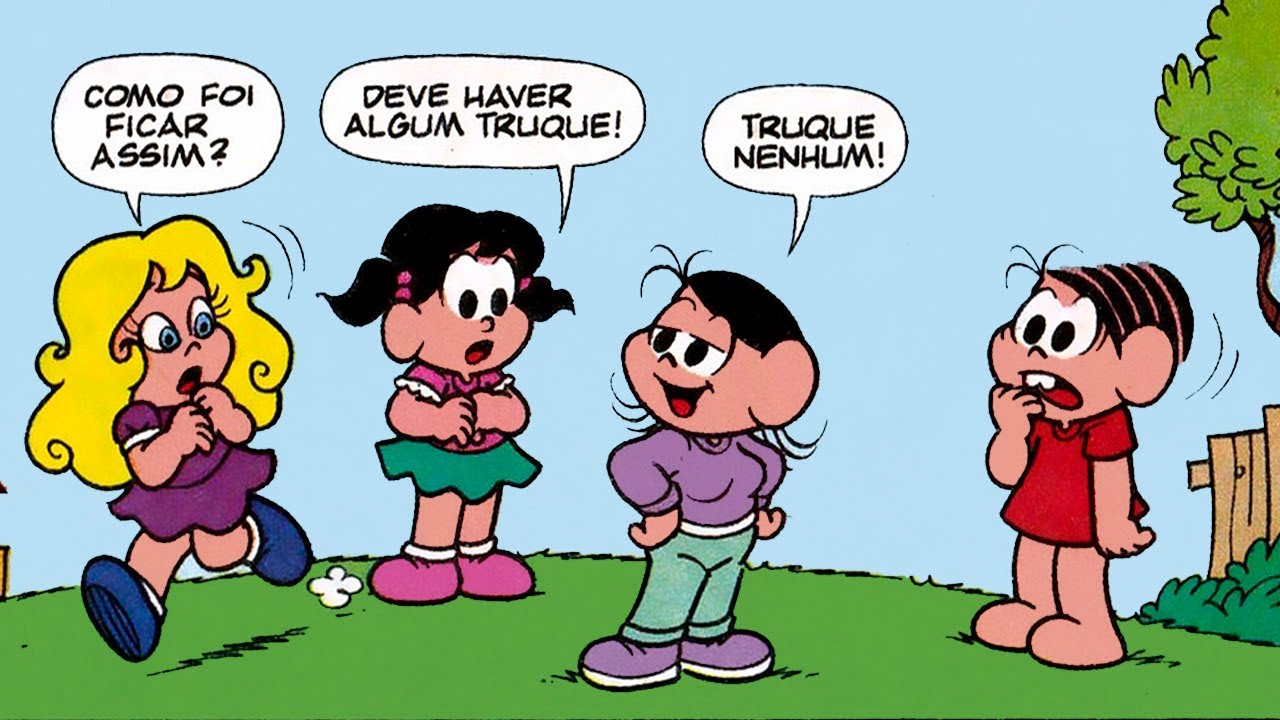 COMO FOI
FICAR
ASSIM?
DEVE HAVER
ALGUM TRUQUE!
TRUQUE
NENHUM!